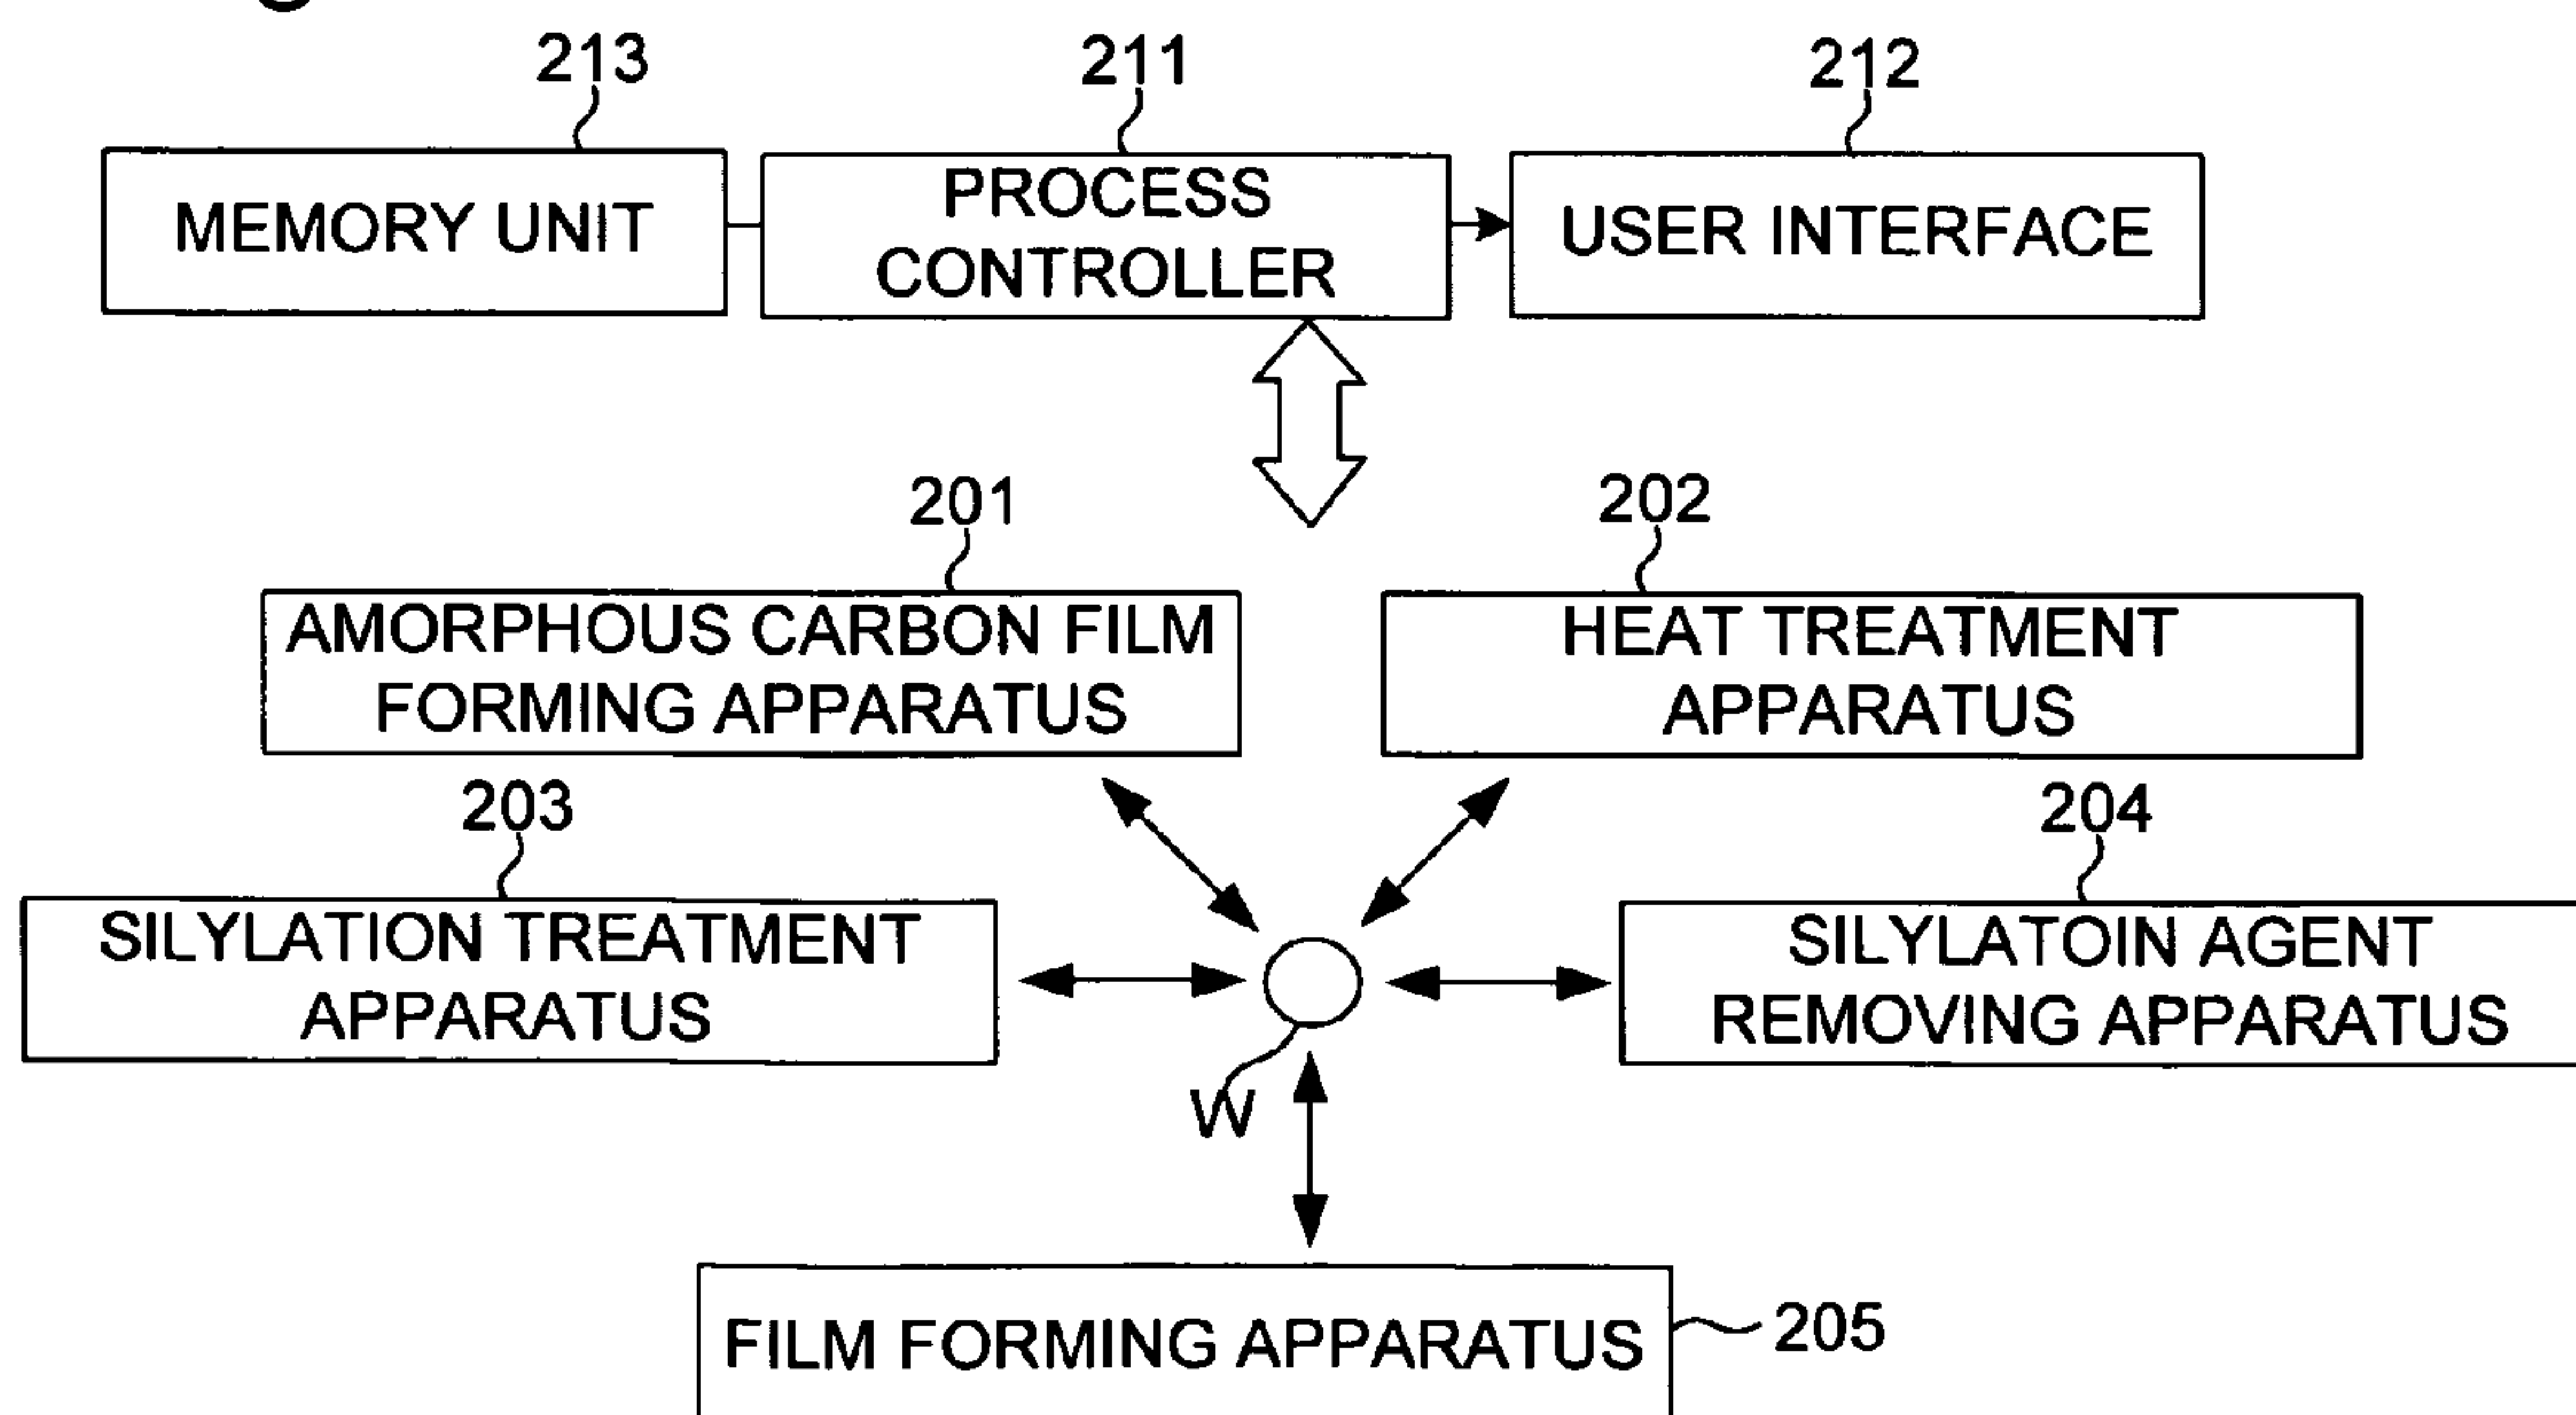 213
211
212
MEMORY UNIT
PROCESS
CONTROLLER
USER INTERFACE
201
202
AMORPHOUS CARBON FILM
FORMING APPARATUS
HEAT TREATMENT
APPARATUS
203
204
SILYLATION TREATMENT
APPARATUS
SILYLATOIN AGENT
REMOVING APPARATUS
W
FILM FORMING APPARATUS
205